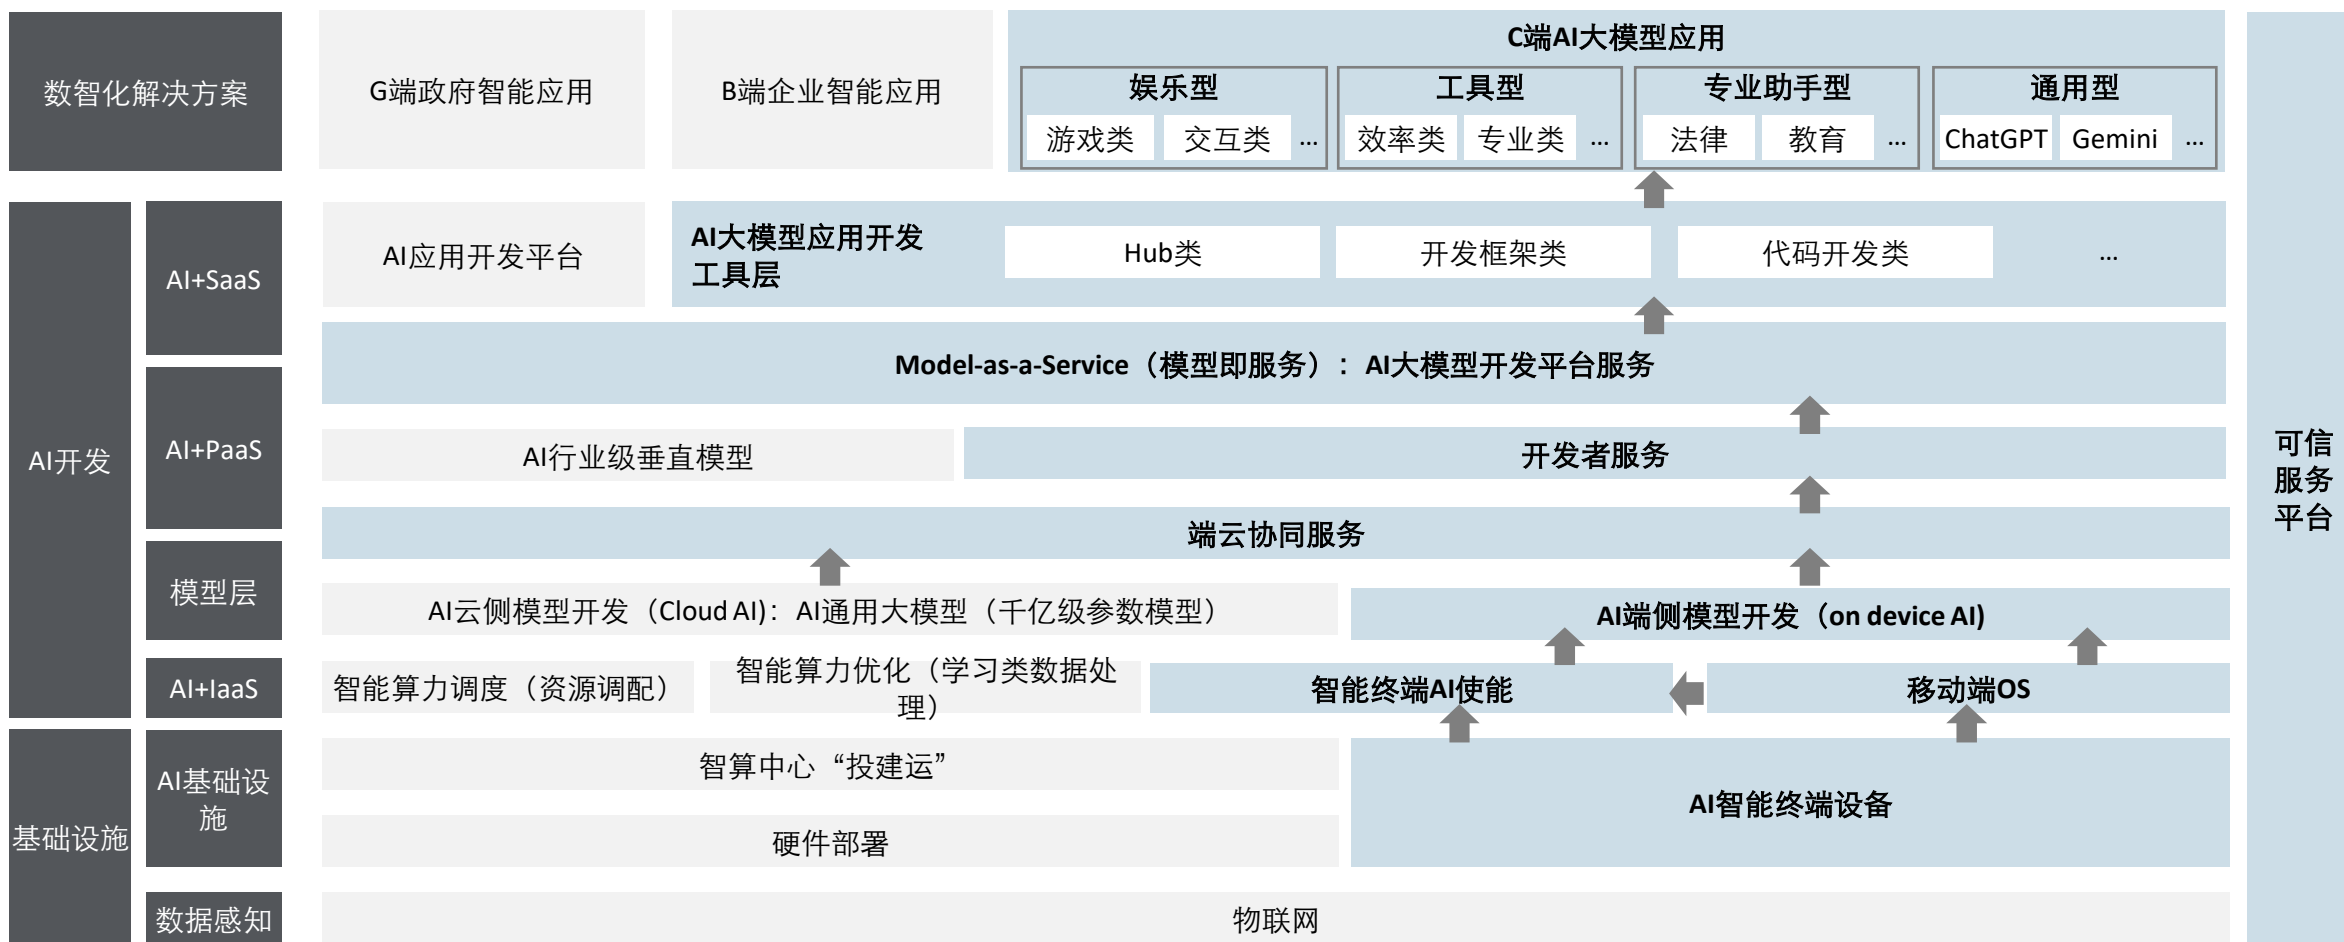 数智化解决方案
G端政府智能应用
B端企业智能应用
C端AI大模型应用
娱乐型
游戏类
交互类
...
工具型
效率类
专业类
...
专业助手型
法律
教育
...
通用型
ChatGPT
Gemini
...
AI开发
AI+SaaS
AI应用开发平台
AI大模型应用开发
工具层
Hub类
开发框架类
代码开发类
...
Model-as-a-Service（模型即服务）：AI大模型开发平台服务
AI+PaaS
AI行业级垂直模型
开发者服务
端云协同服务
模型层
AI云侧模型开发（Cloud AI)：AI通用大模型（千亿级参数模型）
AI端侧模型开发（on device AI)
AI+IaaS
智能算力调度（资源调配）
智能算力优化（学习类数据处
理）
智能终端AI使能
移动端OS
基础设施
AI基础设
施
智算中心“投建运”
硬件部署
AI智能终端设备
数据感知
物联网
可信
服务
平台